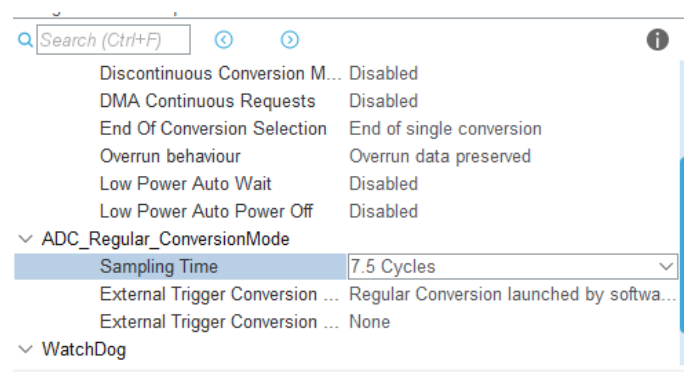 Search (Ctrl+F)
Discontinuous Conversion M... Disabled
DMA Continuous Requests Disabled
End Of Conversion Selection End of single conversion
Overrun behaviour Overrun data preserved
Low Power Auto Wait Disabled
Low Power Auto Power Off Disabled
ADC_Regular_ConversionMode
Sampling Time 7.5 Cycles
External Trigger Conversion ... Regular Conversion launched by softwa...
External Trigger Conversion ... None
WatchDog